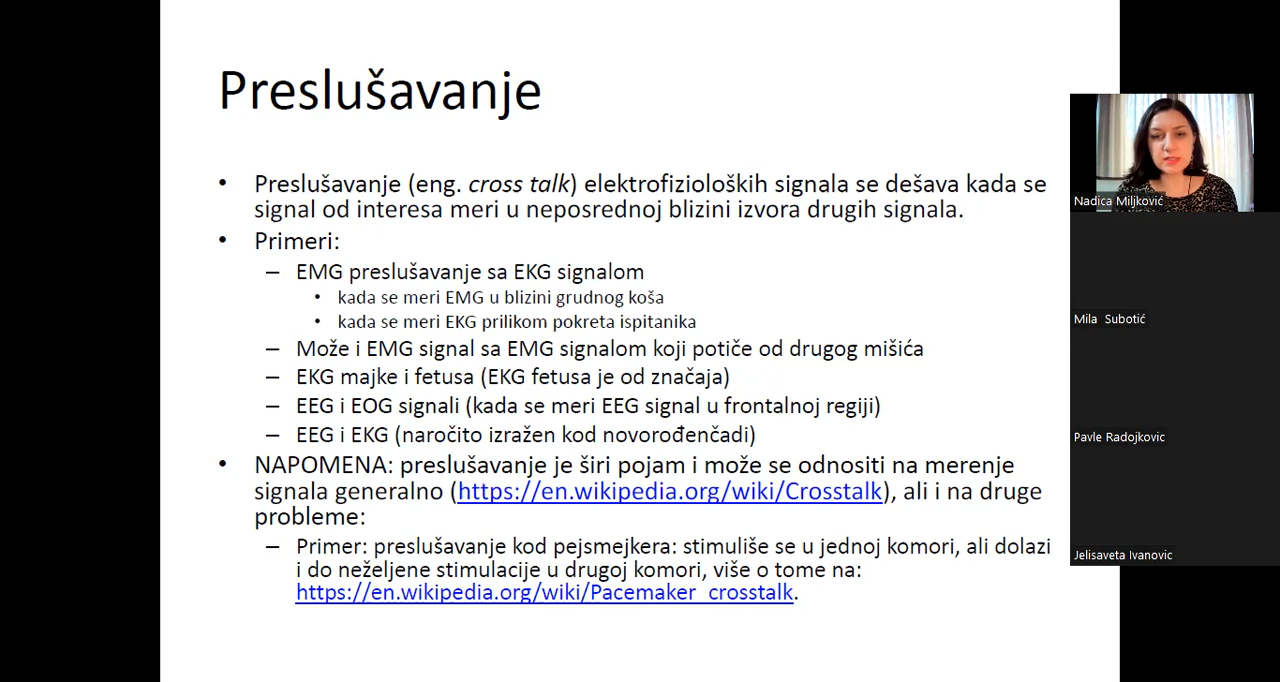 Preslušavanje
• Preslušavanje (eng. cross talk) elektrofizioloških signala se dešava kada se
signal od interesa meri u neposrednoj blizini izvora drugih signala.
• Primeri:
– EMG preslušavanje sa EKG signalom
• kada se meri EMG u blizini grudnog koša
• kada se meri EKG prilikom pokreta ispitanika
– Može i EMG signal sa EMG signalom koji potiče od drugog mišića
– EKG majke i fetusa (EKG fetusa je od značaja)
– EEG i EOG signali (kada se meri EEG signal u frontalnoj regiji)
– EEG i EKG (naročito izražen kod novorođenčadi)
• NAPOMENA: preslušavanje je širi pojam i može se odnositi na merenje
signala generalno (https://en.wikipedia.org/wiki/Crosstalk), ali i na druge
probleme:
– Primer: preslušavanje kod pejsmejkera: stimuliše se u jednoj komori, ali dolazi
i do neželjene stimulacije u drugoj komori, više o tome na:
https://en.wikipedia.org/wiki/Pacemaker_crosstalk.
Nadica Miljković
Mila Subotić
Pavle Radojkovic
Jelisaveta Ivanovic